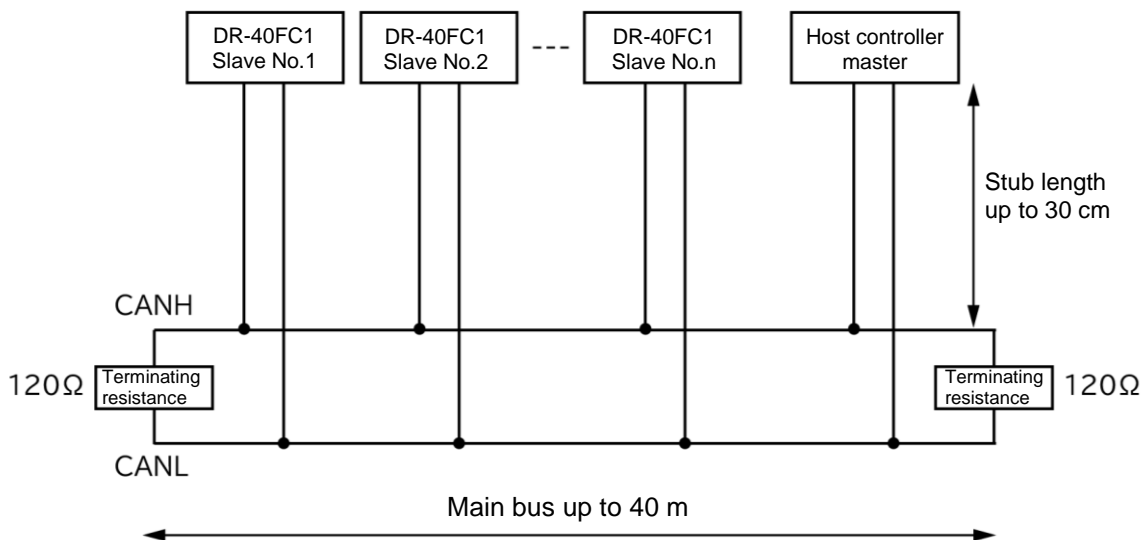 DR-40FC1
Slave No.1
DR-40FC1
Slave No.2
----
DR-40FC1
Slave No.n
Host controller
master
Stub length
up to 30 cm
CANH
120Ω
Terminating
resistance
Terminating
resistance
120Ω
CANL
Main bus up to 40 m